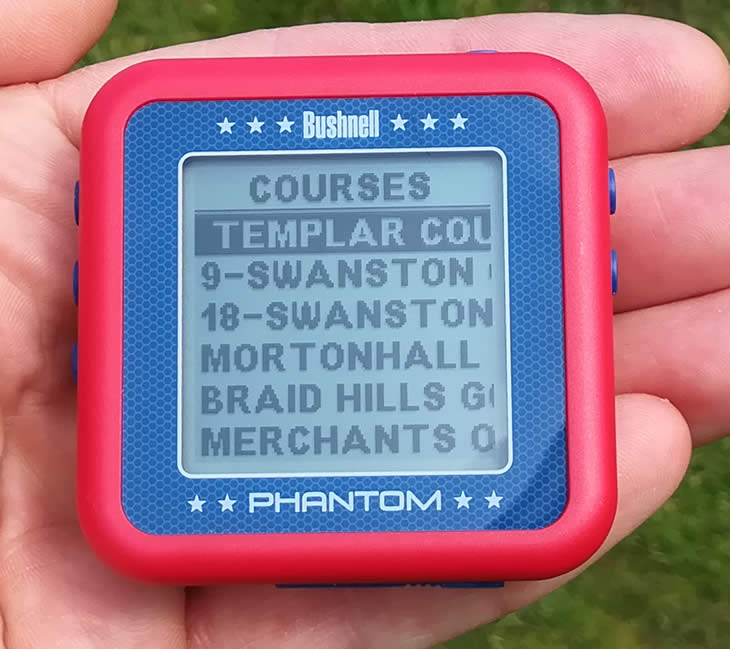 Bushnell
COURSES
TEMPLAR COU
9-SWANSTON
18-SWANSTON
MORTONHALL
BRAID HILLS G
MERCHANTS O
PHANTOM